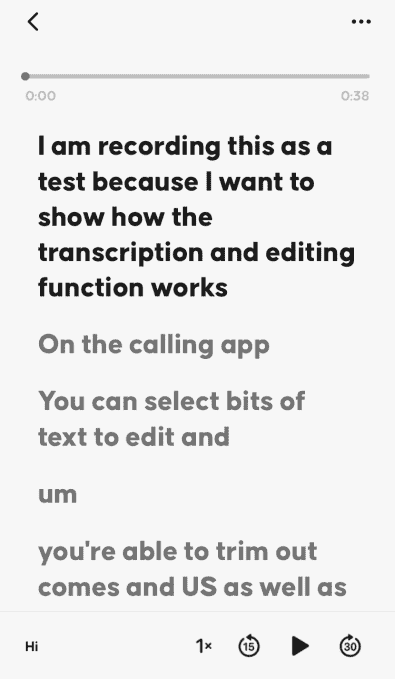 0:00 0:38
I am recording this as a
test because I want to
show how the
transcription and editing
function works
On the calling app
You can select bits of
text to edit and
um
you're able to trim out
comes and US as well as
Hi 1× 15 30